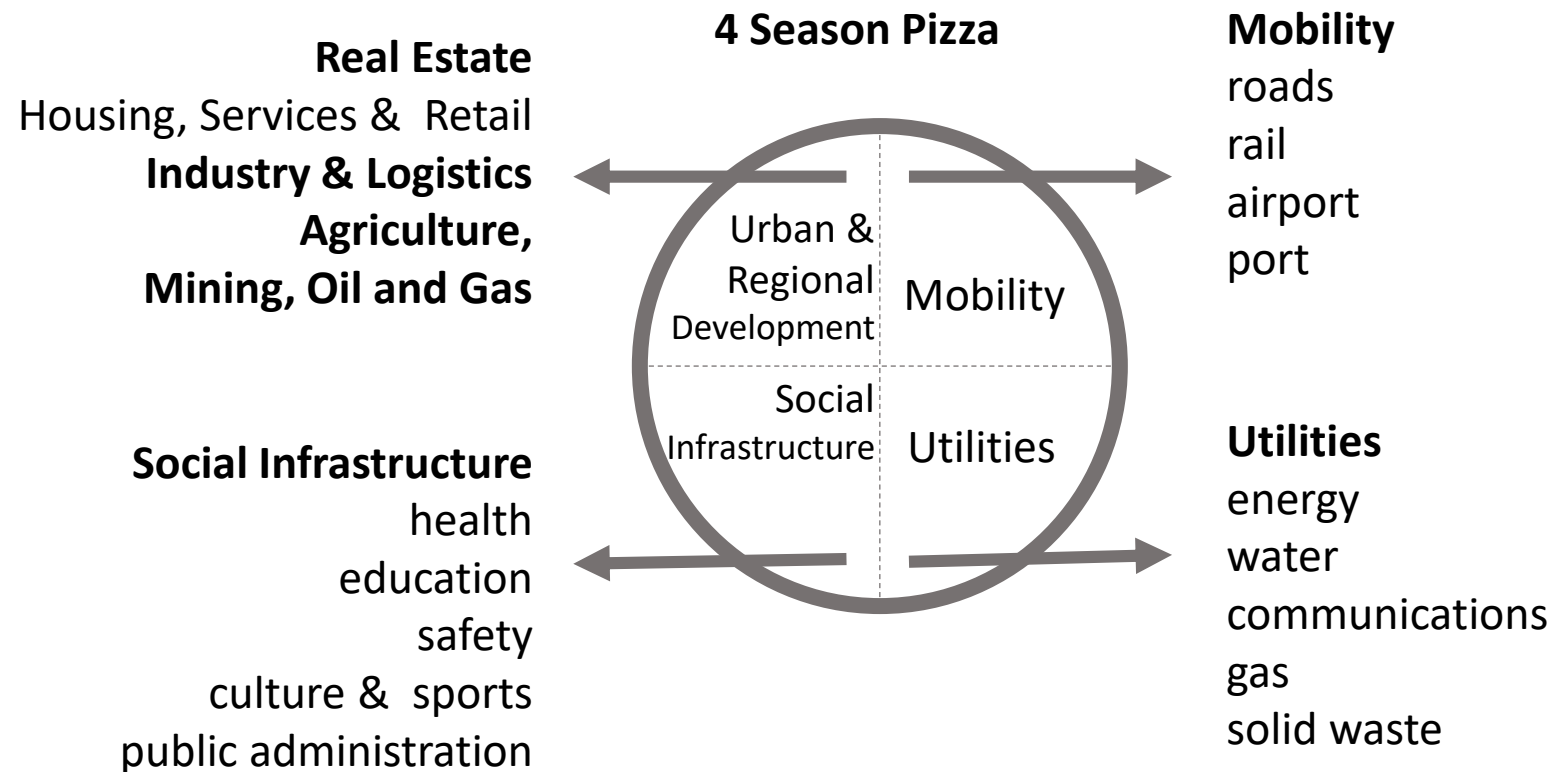 4 Season Pizza
Real Estate
Housing, Services &  Retail
Industry & Logistics
Agriculture,
Mining, Oil and Gas
Mobility
roads
rail
airport
port
Urban &
Regional
Development
Mobility
Social
Infrastructure
Utilities
Social Infrastructure
health
education
safety
culture &  sports
public administration
Utilities
energy
water
communications
gas
solid waste